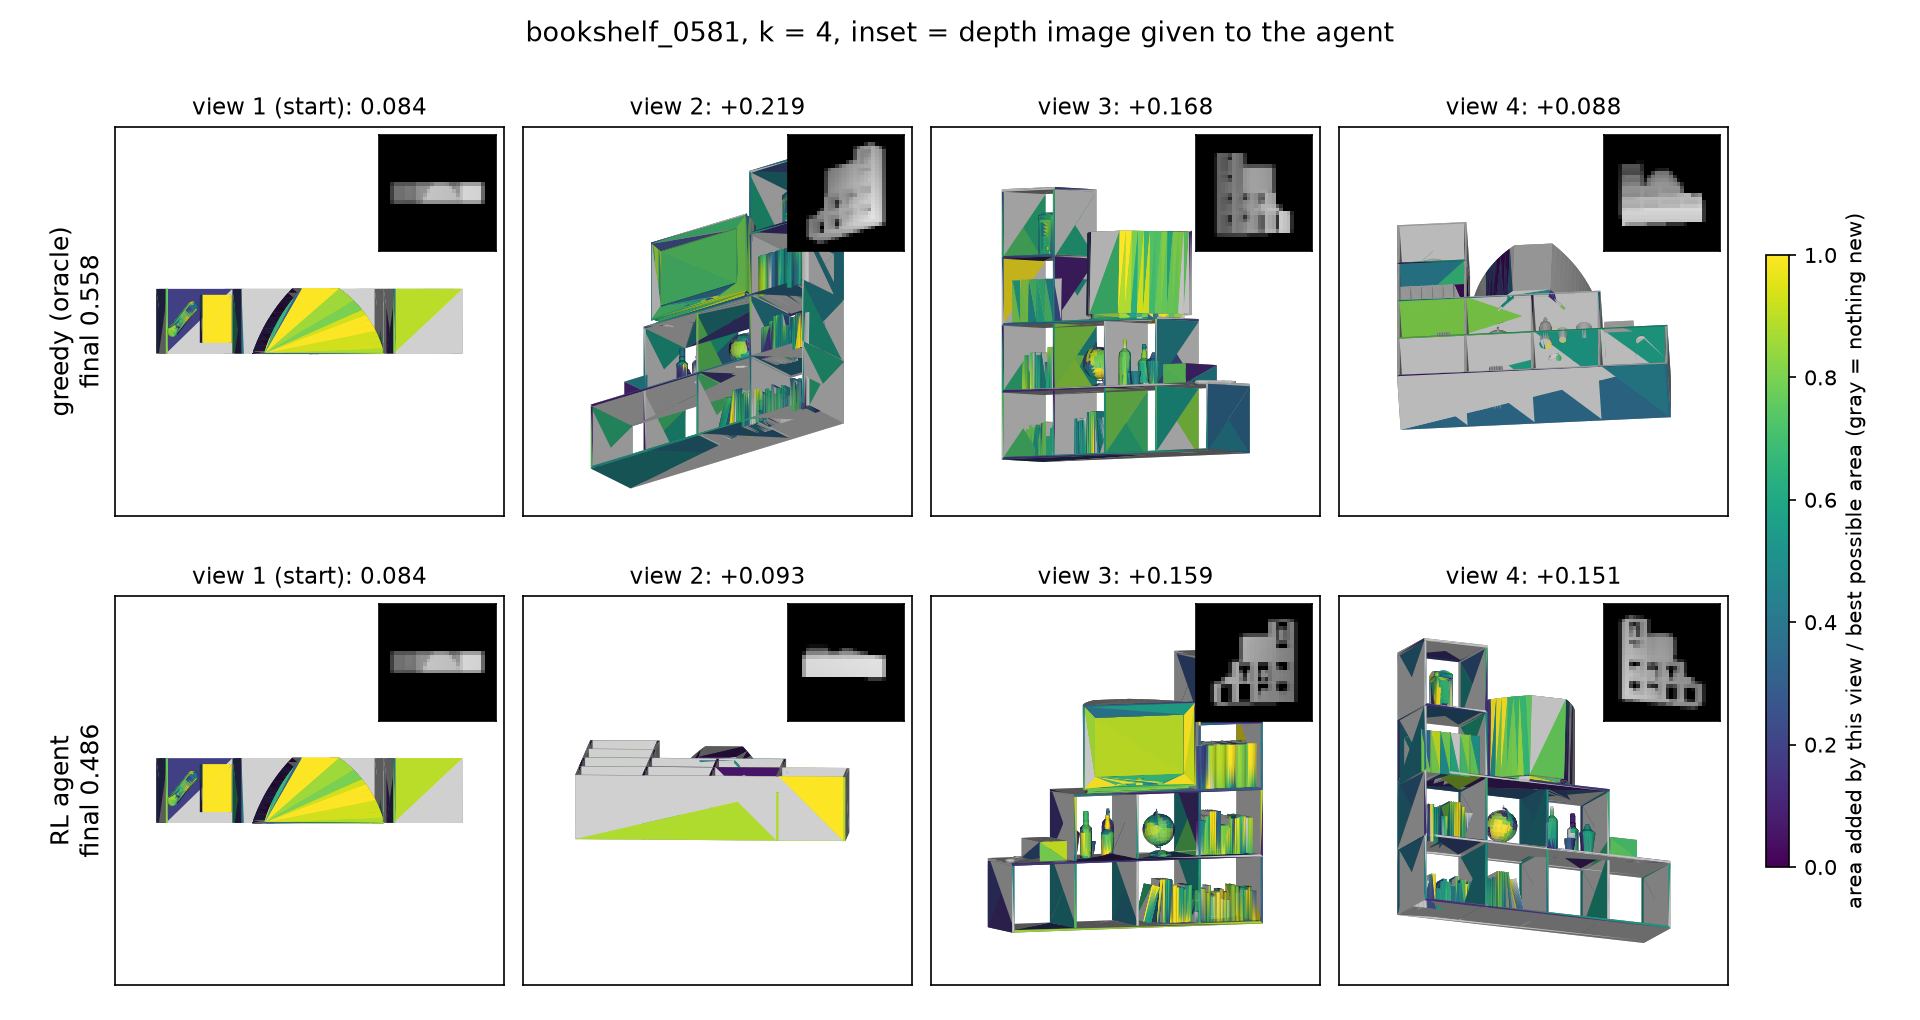 bookshelf_0581, k = 4, inset = depth image given to the agent
view 1 (start): 0.084
view 2: +0.219
view 3: +0.168
view 4: +0.088
greedy (oracle)
final 0.558
view 1 (start): 0.084
view 2: +0.093
view 3: +0.159
view 4: +0.151
RL agent
final 0.486
1.0
0.8
0.6
0.4
0.2
0.0
area added by this view / best possible area (gray = nothing new)